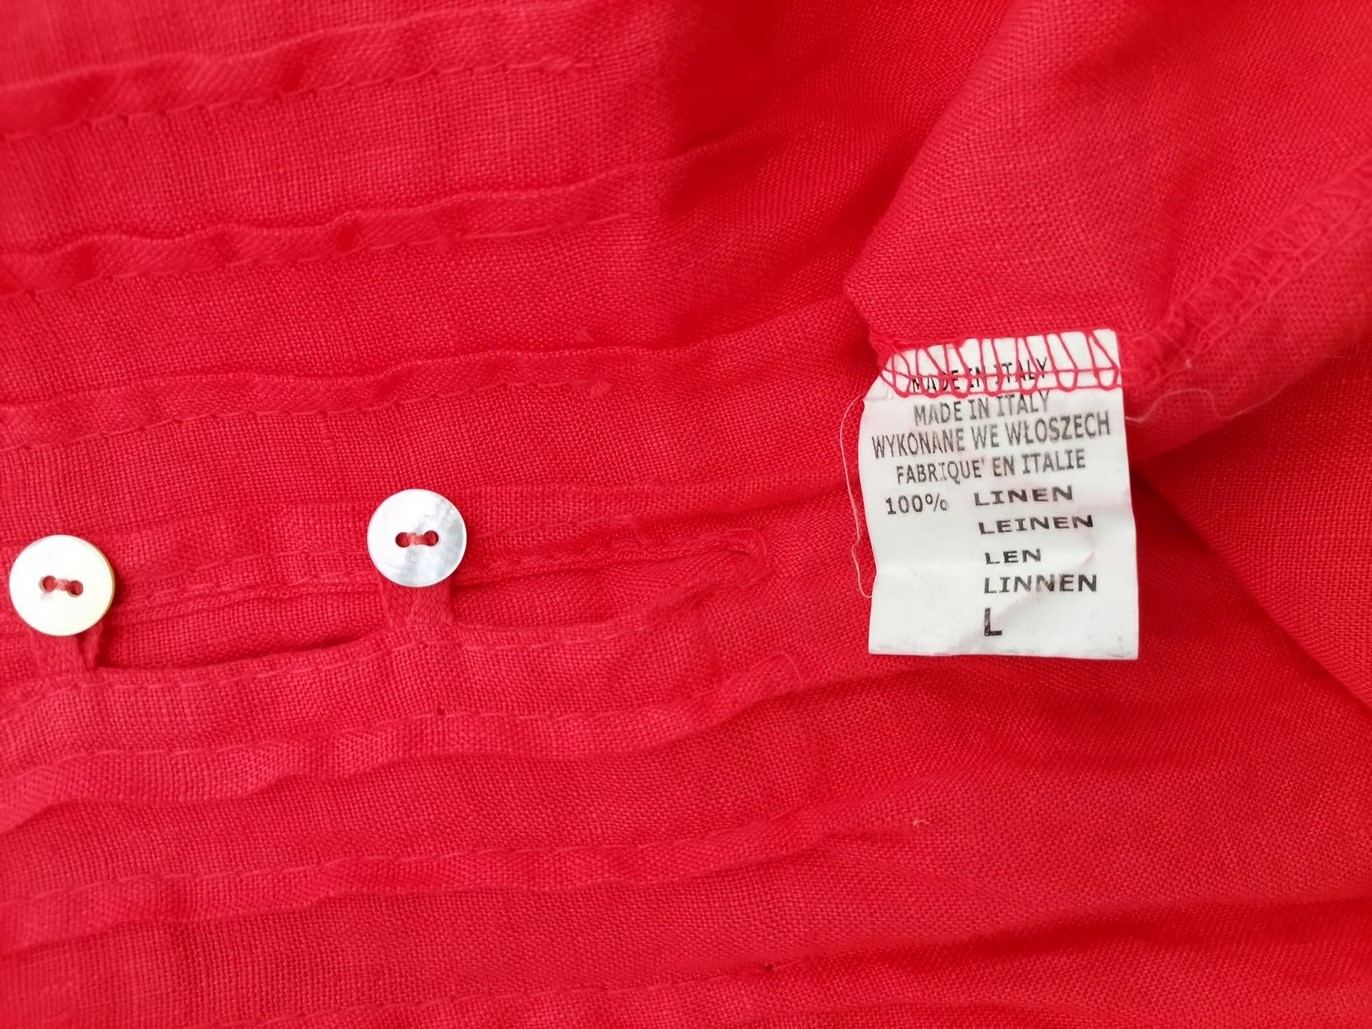 MADE IN ITALY
MADE IN ITALY
WYKONANE WE WŁOSZECH
FABRIQUE' EN ITALIE
100% LINEN
LEINEN
LEN
LINNEN
L